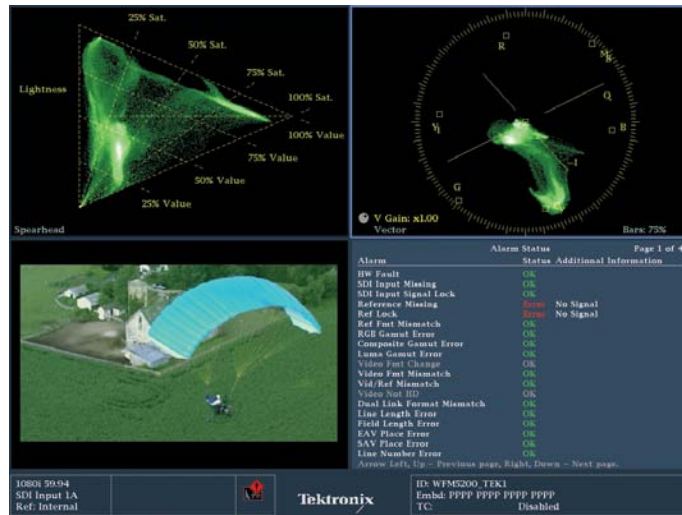 25% Sat.
50% Sat.
75% Sat.
100% Sat.
Lightness
100% Value
75% Value
50% Value
25% Value
Spearhead
R
Q
B
G
I
V Gain: x1.00
Vector
Bars: 75%
Alarm Status Page 1 of 4
Alarm Status Additional Information
HW Fault OK
SDI Input Missing OK
SDI Input Signal Lock OK
Reference Missing Error No Signal
Ref Lock Error No Signal
Ref Fmt Mismatch OK
RGB Gamut Error OK
Composite Gamut Error OK
Luma Gamut Error OK
Video Fmt Change OK
Video Fmt Mismatch OK
Vid/Ref Mismatch OK
Video Not HD OK
Dual Link Format Mismatch OK
Line Length Error OK
Field Length Error OK
EAV Place Error OK
SAV Place Error OK
Line Number Error OK
Arrow Left, Up - Previous page, Right, Down - Next page.
1080i 59.94
SDI Input 1A
Ref: Internal
Tektronix
ID: WFM5200_TEK1
Embd: PPPP PPPP PPPP PPPP
TC: Disabled